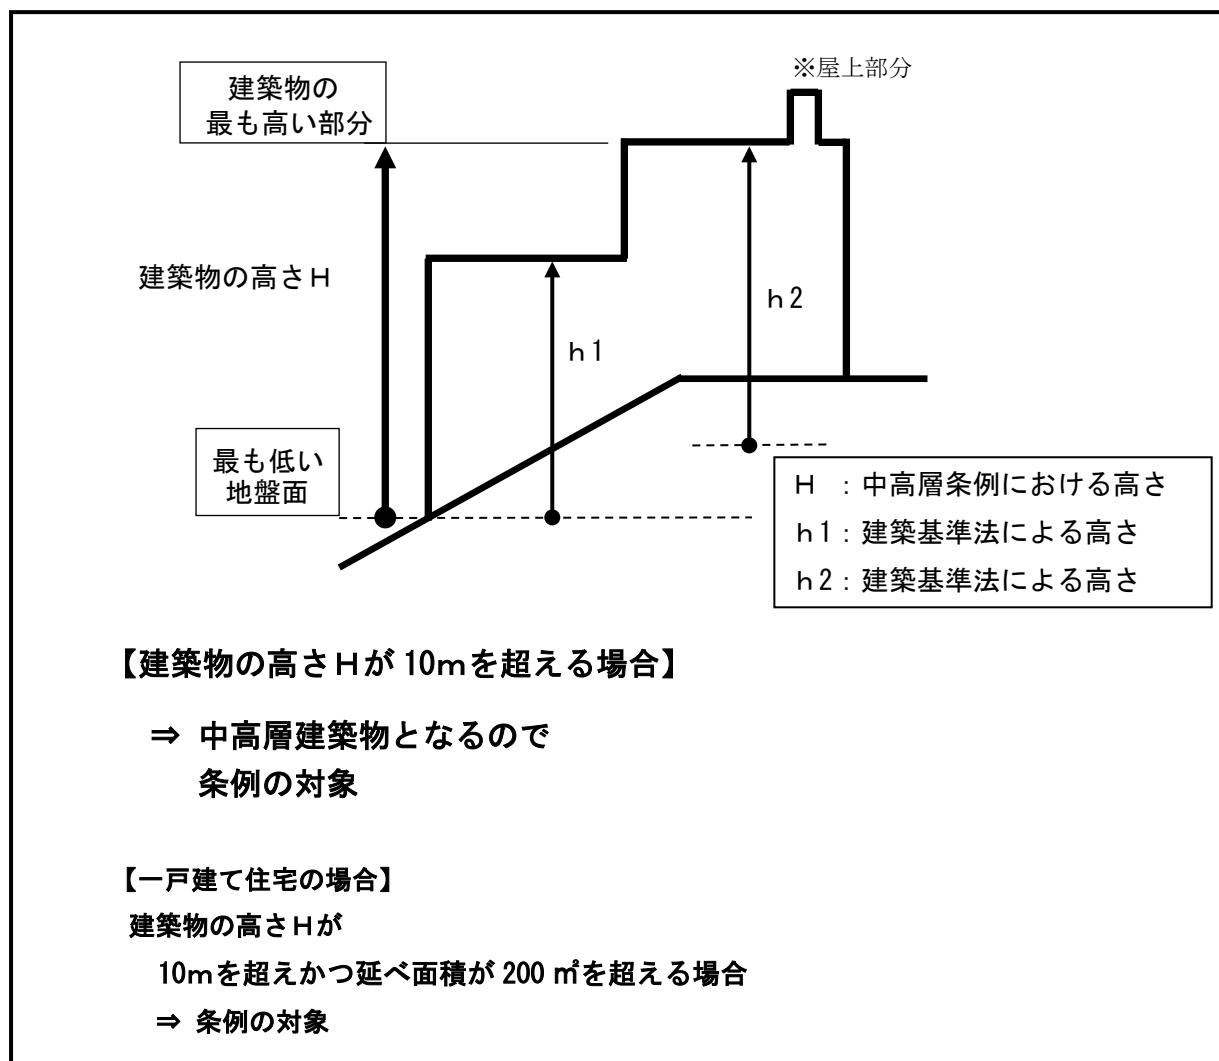 ※屋上部分
建築物の
最も高い部分
建築物の高さH
h2
h1
最も低い
地盤面
H :中高層条例における高さ
h1:建築基準法による高さ
h2:建築基準法による高さ
【建築物の高さHが10mを超える場合】
⇒ 中高層建築物となるので
条例の対象
【一戸建て住宅の場合】
建築物の高さHが
10mを超えかつ延べ面積が200㎡を超える場合
⇒ 条例の対象